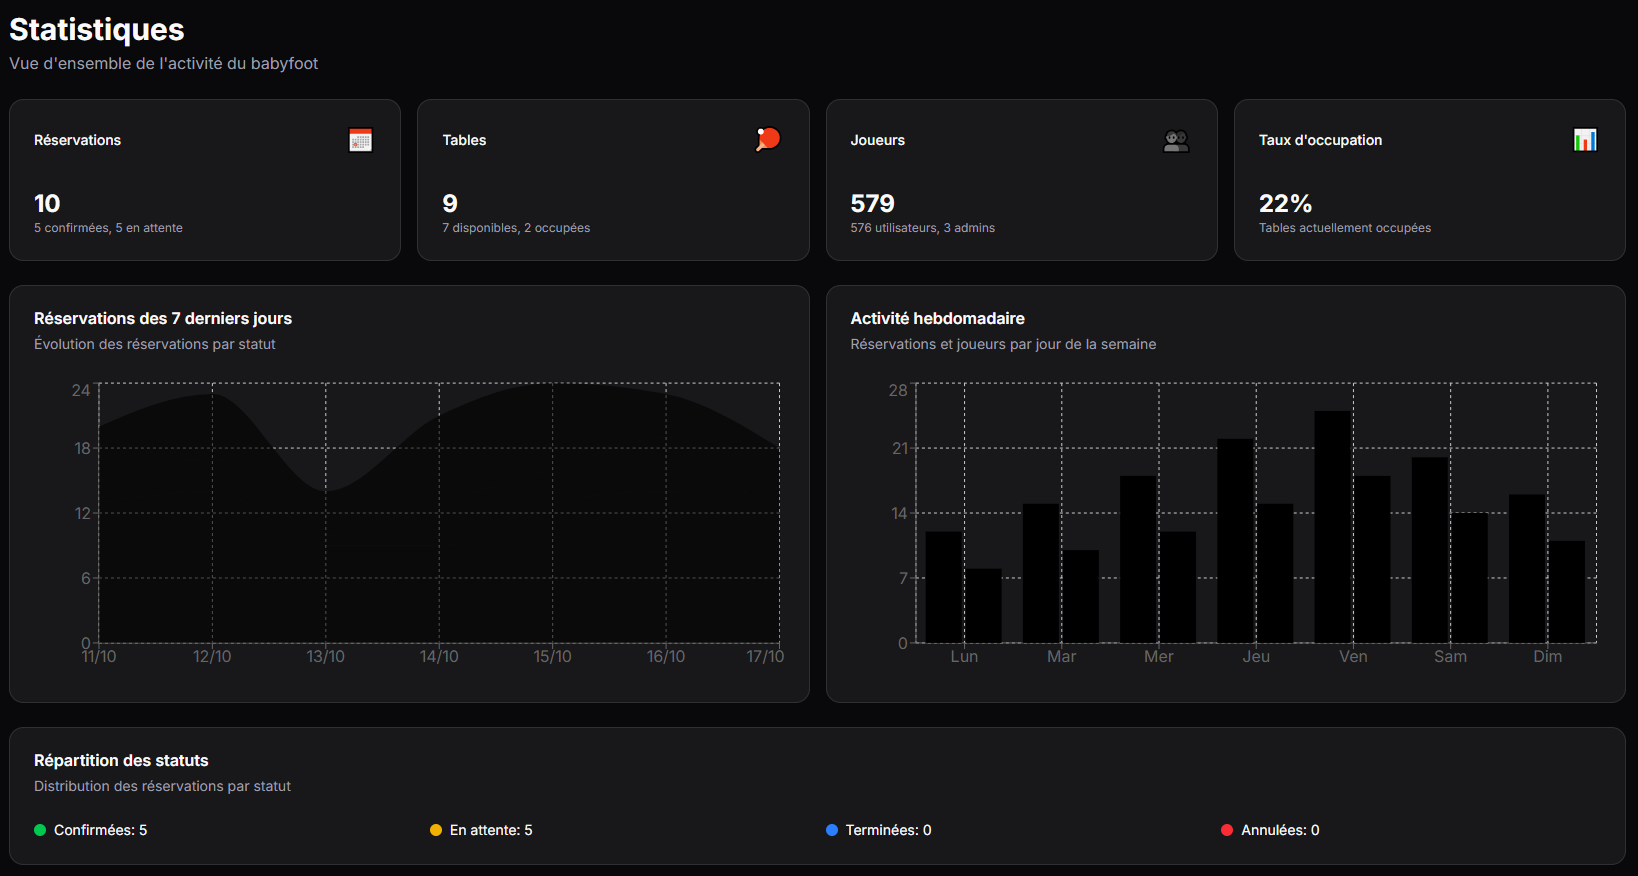 Statistiques
Vue d'ensemble de l'activité du babyfoot
Réservations
10
5 confirmées, 5 en attente
Tables
9
7 disponibles, 2 occupées
Joueurs
579
576 utilisateurs, 3 admins
Taux d'occupation
22%
Tables actuellement occupées
Réservations des 7 derniers jours
Évolution des réservations par statut
24
18
12
6
0
11/10 12/10 13/10 14/10 15/10 16/10 17/10
Activité hebdomadaire
Réservations et joueurs par jour de la semaine
28
21
14
7
0
Lun Mar Mer Jeu Ven Sam Dim
Répartition des statuts
Distribution des réservations par statut
Confirmées: 5 En attente: 5 Terminées: 0 Annulées: 0